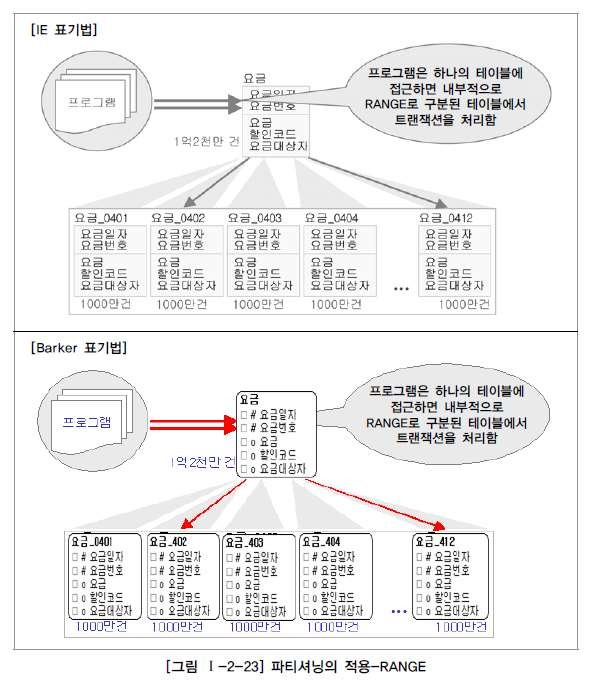 [IE 표기법]
요금
프로그램
요금일자
요금번호
요금
할인코드
요금대상자
1억2천만 건
프로그램은 하나의 테이블에
접근하면 내부적으로
RANGE로 구분된 테이블에서
트랜잭션을 처리함
요금_0401
요금일자
요금번호
요금
할인코드
요금대상자
1000만건
요금_0402
요금일자
요금번호
요금
할인코드
요금대상자
1000만건
요금_0403
요금일자
요금번호
요금
할인코드
요금대상자
1000만건
요금_0404
요금일자
요금번호
요금
할인코드
요금대상자
1000만건
...
요금_0412
요금일자
요금번호
요금
할인코드
요금대상자
1000만건
[Barker 표기법]
프로그램
요금
□ # 요금일자
□ # 요금번호
□ o 요금
□ o 할인코드
□ o 요금대상자
1억2천만 건
프로그램은 하나의 테이블에
접근하면 내부적으로
RANGE로 구분된 테이블에서
트랜잭션을 처리함
요금_0401
□ # 요금일자
□ # 요금번호
□ o 요금
□ o 할인코드
□ o 요금대상자
1000만건
요금_402
□ # 요금일자
□ # 요금번호
□ o 요금
□ o 할인코드
□ o 요금대상자
1000만건
요금_403
□ # 요금일자
□ # 요금번호
□ o 요금
□ o 할인코드
□ o 요금대상자
1000만건
요금_404
□ # 요금일자
□ # 요금번호
□ o 요금
□ o 할인코드
□ o 요금대상자
1000만건
...
요금_412
□ # 요금일자
□ # 요금번호
□ o 요금
□ o 할인코드
□ o 요금대상자
1000만건
[그림 Ⅰ-2-23] 파티셔닝의 적용-RANGE